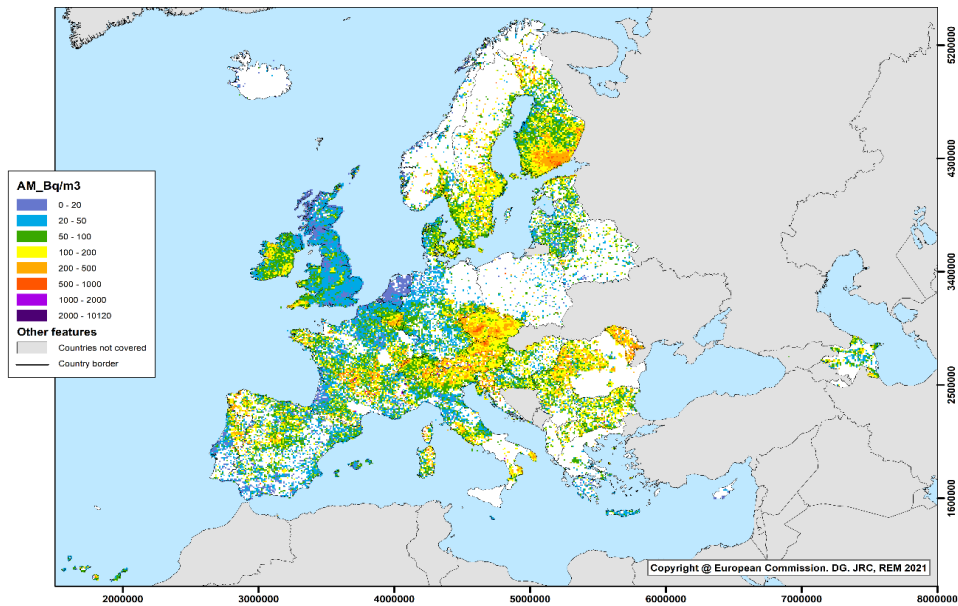 AM_Bq/m3
0 - 20
20 - 50
50 - 100
100 - 200
200 - 500
500 - 1000
1000 - 2000
2000 - 10120
Other features
Countries not covered
Country border
5200000
4300000
3400000
2500000
1600000
Copyright @ European Commission. DG. JRC, REM 2021
2000000 3000000 4000000 5000000 6000000 7000000 8000000